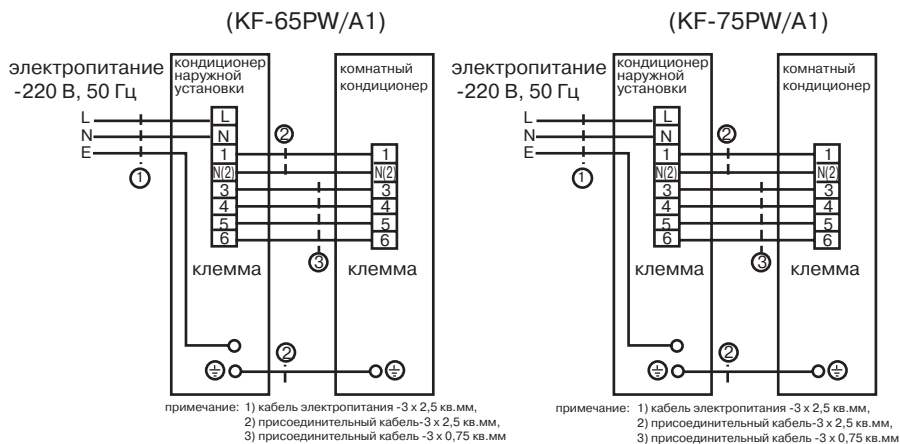 (KF-65PW/A1)
электропитание
-220 В, 50 Гц
кондиционер
наружной
установки
комнатный
кондиционер
L
N
E
L
N
1
N(2)
3
4
5
6
1
N(2)
3
4
5
6
1
2
3
2
клемма
клемма
примечание: 1) кабель электропитания -3 x 2,5 кв.мм,
2) присоединительный кабель-3 x 2,5 кв.мм,
3) присоединительный кабель -3 x 0,75 кв.мм
(KF-75PW/A1)
электропитание
-220 В, 50 Гц
кондиционер
наружной
установки
комнатный
кондиционер
L
N
E
L
N
1
N(2)
3
4
5
6
1
N(2)
3
4
5
6
1
2
3
2
клемма
клемма
примечание: 1) кабель электропитания -3 x 2,5 кв.мм,
2) присоединительный кабель-3 x 2,5 кв.мм,
3) присоединительный кабель -3 x 0,75 кв.мм